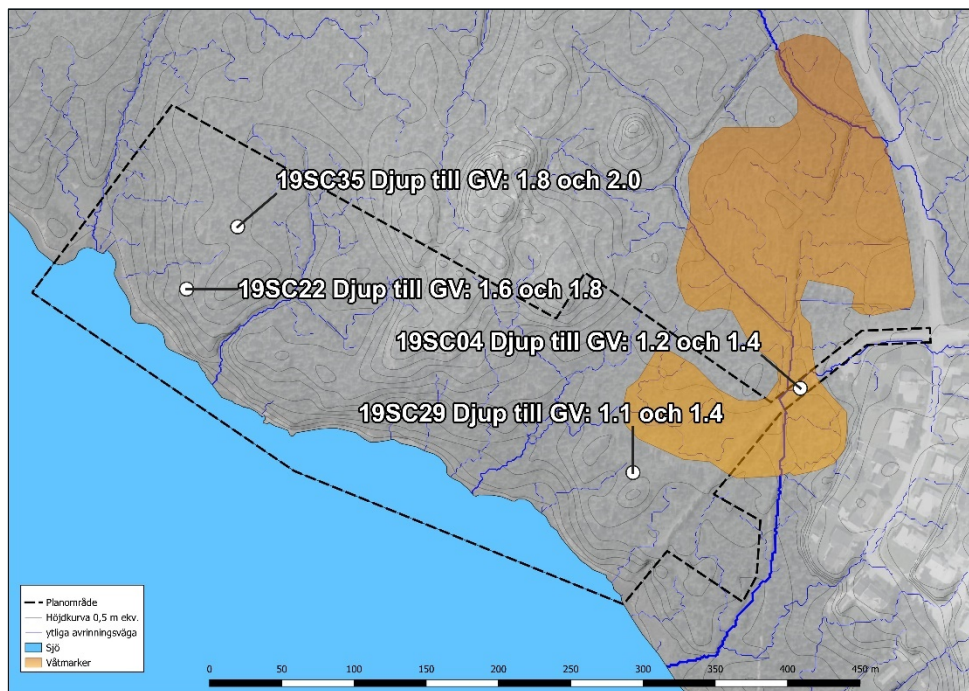 19SC35 Djup till GV: 1.8 och 2.0
19SC22 Djup till GV: 1.6 och 1.8
19SC04 Djup till GV: 1.2 och 1.4
19SC29 Djup till GV: 1.1 och 1.4
Planområde
Höjdkurva 0,5 m ekv.
ytliga avrinningsväga
Sjö
Våtmarker
0 50 100 150 200 250 300 350 400 450 m